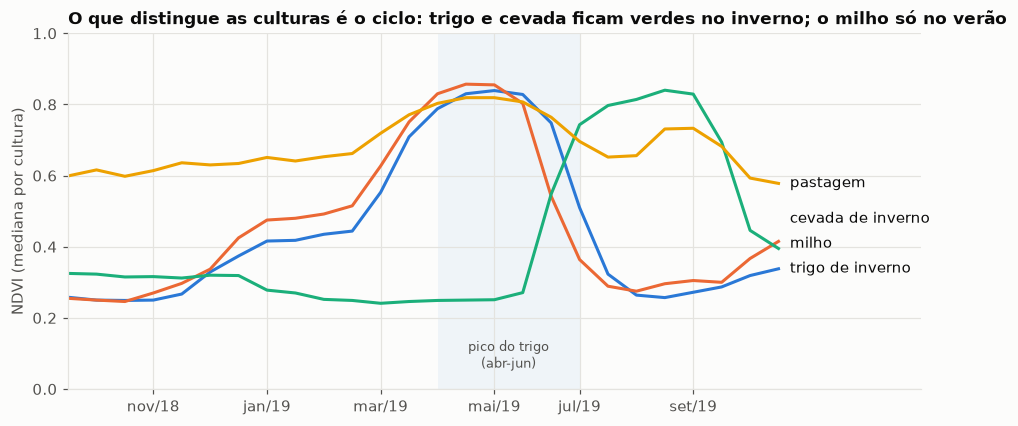 O que distingue as culturas é o ciclo: trigo e cevada ficam verdes no inverno; o milho só no verão
NDVI (mediana por cultura)
1.0
0.8
0.6
0.4
0.2
0.0
pastagem
cevada de inverno
milho
trigo de inverno
pico do trigo
(abr-jun)
nov/18
jan/19
mar/19
mai/19
jul/19
set/19